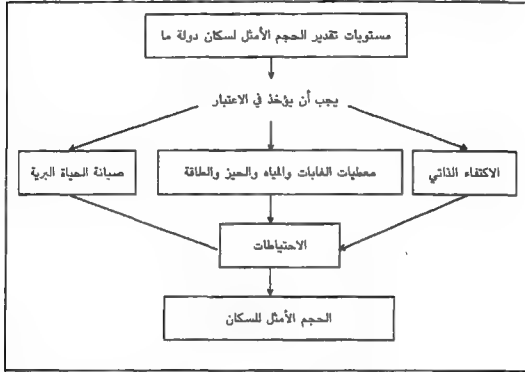 مستويات تقدير الحجم الأمثل لسكان دولة ما
يجب أن يؤخذ في الاعتبار
الاكتفاء الذاتي
معطيات الغابات والمياه والحيز والطاقة
صيانة الحياة البرية
الاحتياطات
الحجم الأمثل للسكان